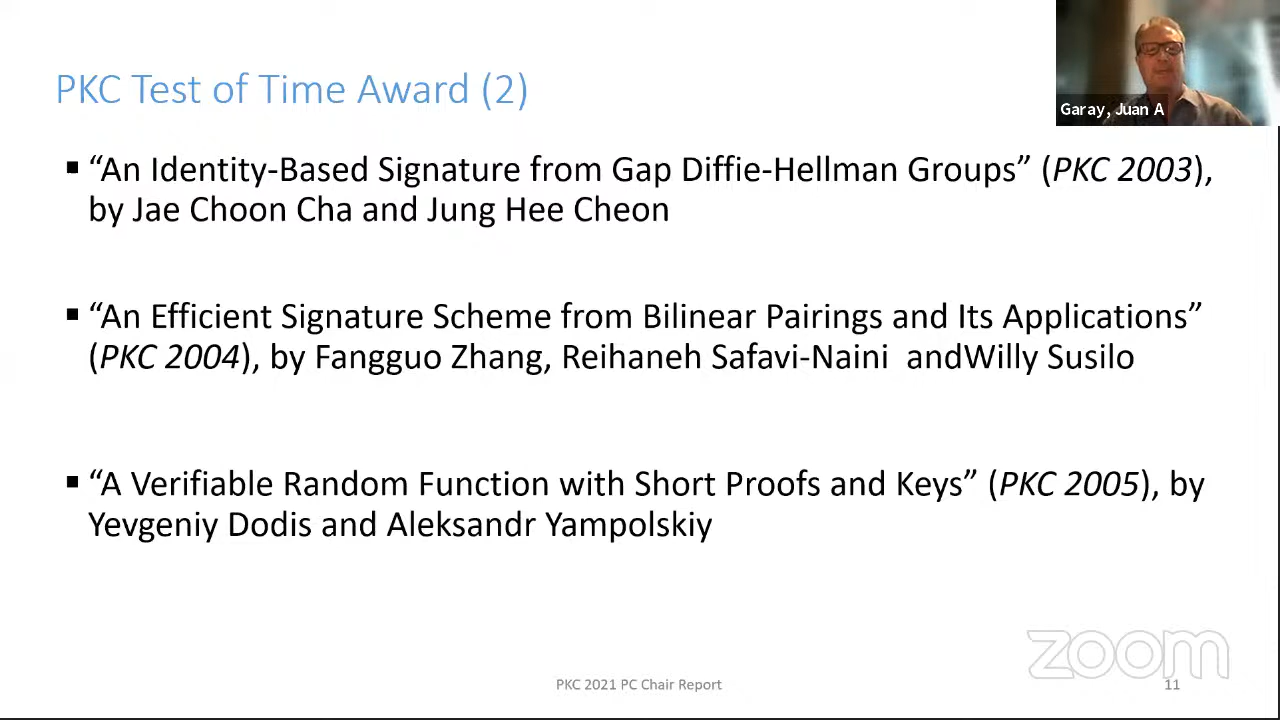 PKC Test of Time Award (2)
Garay, Juan A
▪ “An Identity-Based Signature from Gap Diffie-Hellman Groups” (PKC 2003),
by Jae Choon Cha and Jung Hee Cheon
▪ “An Efficient Signature Scheme from Bilinear Pairings and Its Applications”
(PKC 2004), by Fangguo Zhang, Reihaneh Safavi-Naini  andWilly Susilo
▪ “A Verifiable Random Function with Short Proofs and Keys” (PKC 2005), by
Yevgeniy Dodis and Aleksandr Yampolskiy
zoom
PKC 2021 PC Chair Report
11